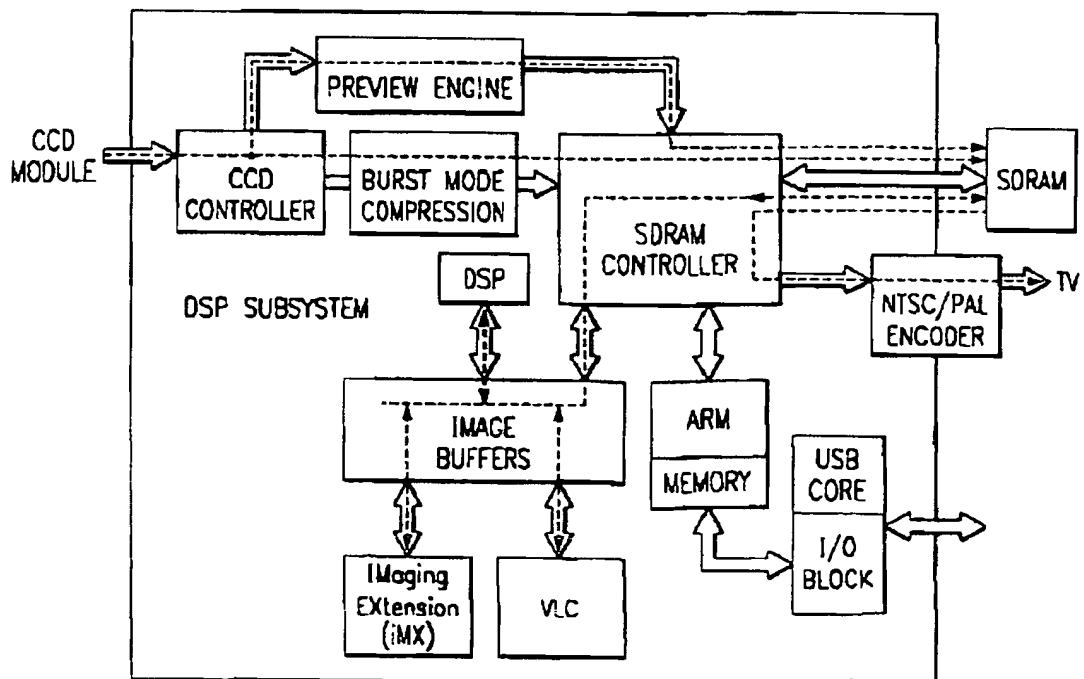 PREVIEW ENGINE
CCD
MODULE
CCD
CONTROLLER
BURST MODE
COMPRESSION
SDRAM
CONTROLLER
SDRAM
DSP
DSP SUBSYSTEM
NTSC/PAL
ENCODER
TV
IMAGE
BUFFERS
ARM
MEMORY
USB
CORE
I/O
BLOCK
IMaging
EXtension
(iMX)
VLC